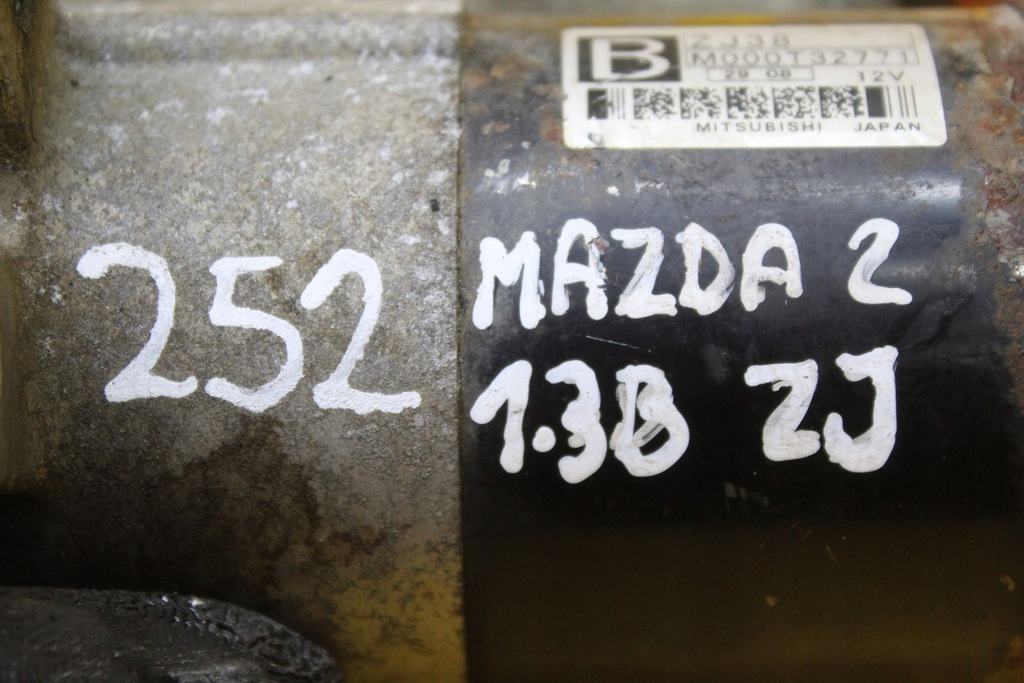 B
ZJ38
M000T32771
29 08 12V
MITSUBISHI JAPAN
252
MAZDA 2
1.3B ZJ